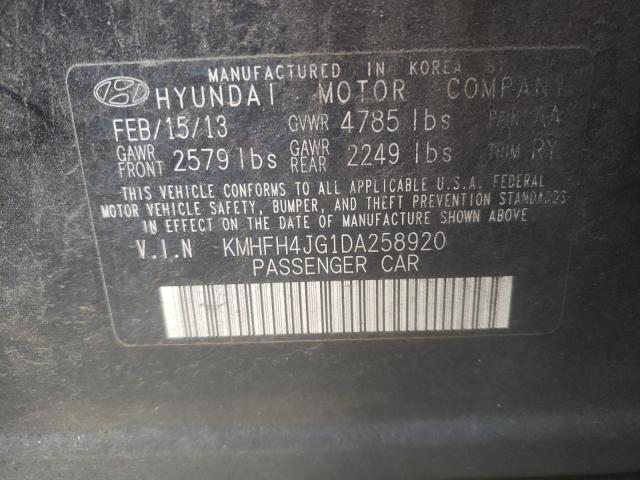 MANUFACTURED IN KOREA BY
HYUNDAI MOTOR COMPANY
FEB/15/13 GVWR 4785 lbs PAINT AA
GAWR FRONT 2579 lbs GAWR REAR 2249 lbs TRIM RY
THIS VEHICLE CONFORMS TO ALL APPLICABLE U.S.A. FEDERAL
MOTOR VEHICLE SAFETY, BUMPER, AND THEFT PREVENTION STANDARDS
IN EFFECT ON THE DATE OF MANUFACTURE SHOWN ABOVE.
V.I.N KMHFH4JG1DA258920
PASSENGER CAR